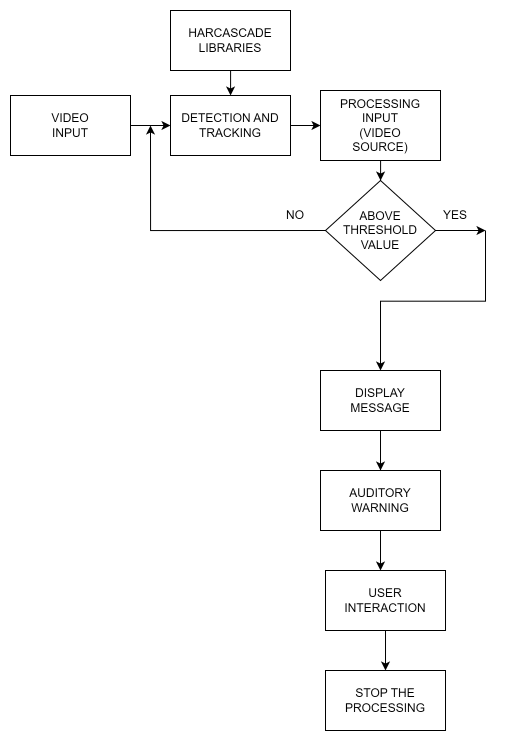 HARCASCADE
LIBRARIES
VIDEO
INPUT
DETECTION AND
TRACKING
PROCESSING
INPUT
(VIDEO
SOURCE)
NO
ABOVE
THRESHOLD
VALUE
YES
DISPLAY
MESSAGE
AUDITORY
WARNING
USER
INTERACTION
STOP THE
PROCESSING